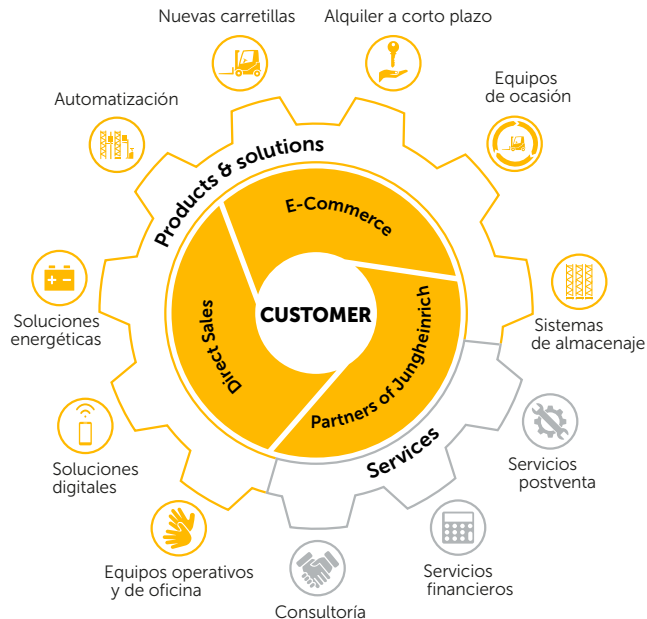 Nuevas carretillas
Alquiler a corto plazo
Equipos
de ocasión
Automatización
Products & solutions
E-Commerce
CUSTOMER
Direct Sales
Partners of Jungheinrich
Services
Soluciones
energéticas
Sistemas
de almacenaje
Soluciones
digitales
Servicios
postventa
Equipos operativos
y de oficina
Servicios
financieros
Consultoría